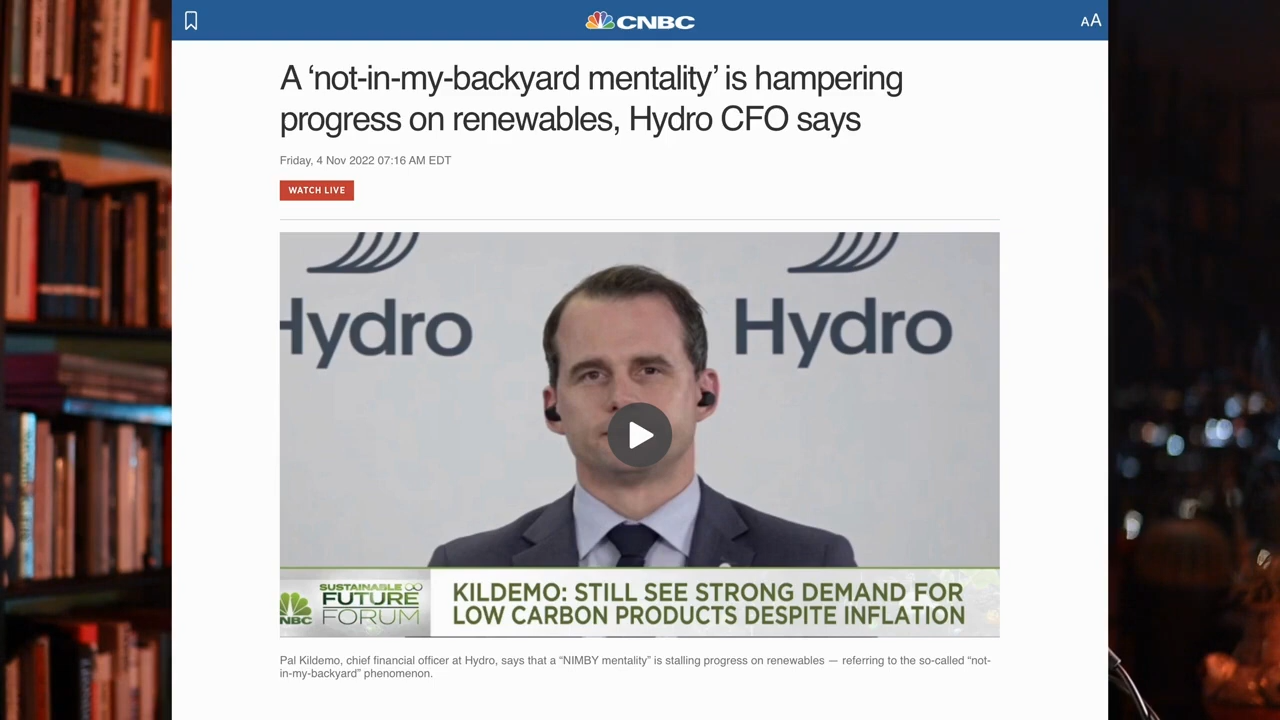 CNBC
AA
A ‘not-in-my-backyard mentality’ is hampering
progress on renewables, Hydro CFO says
Friday, 4 Nov 2022 07:16 AM EDT
WATCH LIVE
Hydro
Hydro
SUSTAINABLE
FUTURE
FORUM
CNBC
KILDEMO: STILL SEE STRONG DEMAND FOR
LOW CARBON PRODUCTS DESPITE INFLATION
Pal Kildemo, chief financial officer at Hydro, says that a “NIMBY mentality” is stalling progress on renewables — referring to the so-called “not-
in-my-backyard” phenomenon.